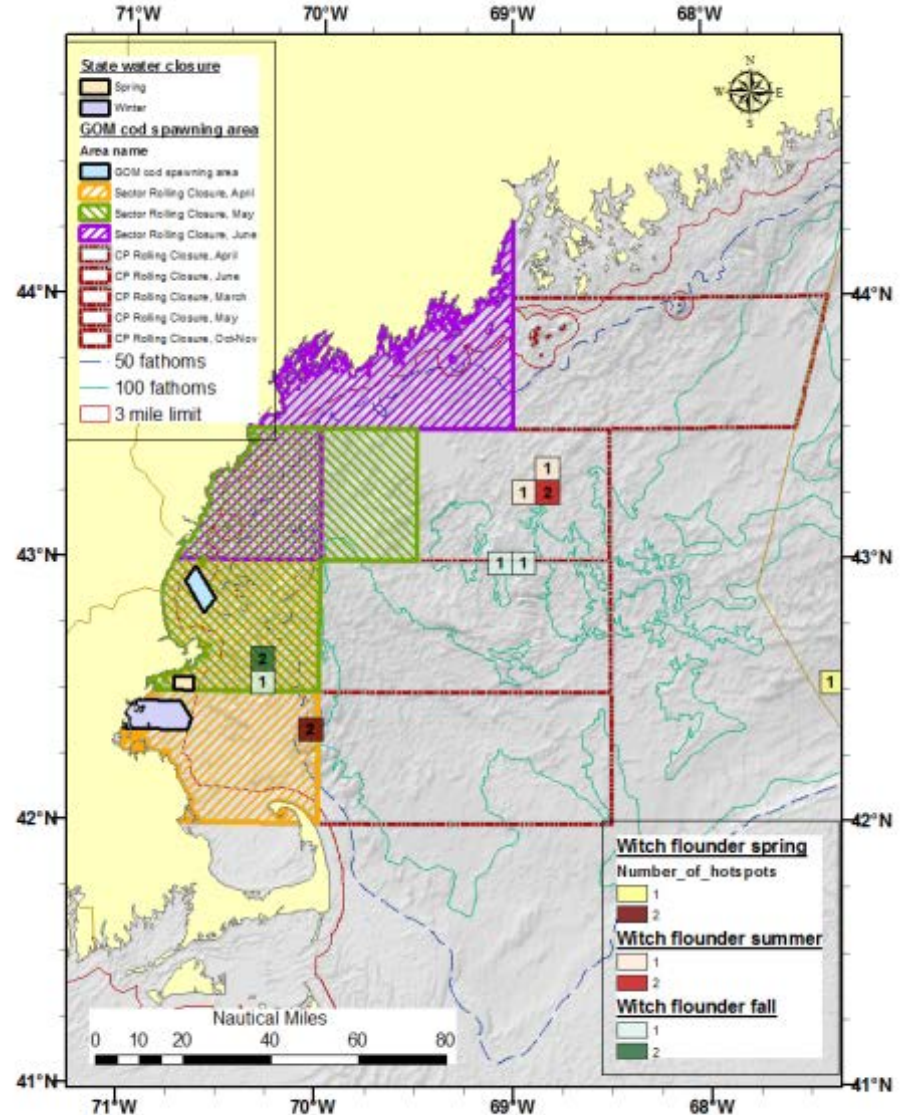 71°W 70°W 69°W 68°W
State water closure
Spring
Winter
GOM cod spawning area
Area name
GOM cod spawning area
Sector Rolling Closure, April
Sector Rolling Closure, May
Sector Rolling Closure, June
CP Rolling Closure, April
CP Rolling Closure, June
CP Rolling Closure, March
CP Rolling Closure, May
CP Rolling Closure, Oct-Nov
50 fathoms
100 fathoms
3 mile limit
N
W E
S
44°N 44°N
1
1 2
43°N 43°N
1 1
2
1
1
2
42°N 42°N
Witch flounder spring
Number_of_hotspots
1
2
Witch flounder summer
1
2
Witch flounder fall
1
2
Nautical Miles
0 10 20 40 60 80
41°N 41°N
71°W 70°W 69°W 68°W